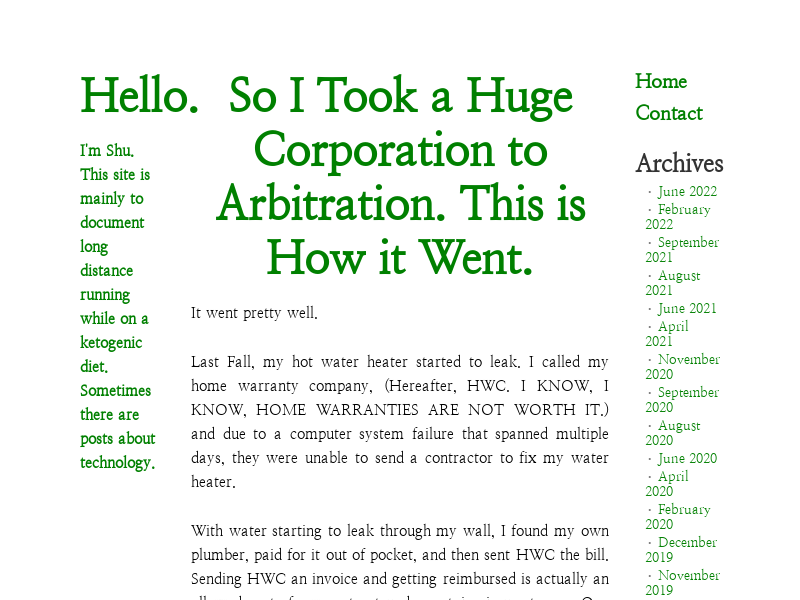 Hello.
I'm Shu.
This site is
mainly to
document
long
distance
running
while on a
ketogenic
diet.
Sometimes
there are
posts about
technology.
So I Took a Huge
Corporation to
Arbitration. This is
How it Went.
It went pretty well.
Last Fall, my hot water heater started to leak. I called my
home warranty company, (Hereafter, HWC. I KNOW, I
KNOW, HOME WARRANTIES ARE NOT WORTH IT.)
and due to a computer system failure that spanned multiple
days, they were unable to send a contractor to fix my water
heater.
With water starting to leak through my wall, I found my own
plumber, paid for it out of pocket, and then sent HWC the bill.
Sending HWC an invoice and getting reimbursed is actually an
Home
Contact
Archives
· June 2022
· February
2022
· September
2021
· August
2021
· June 2021
· April
2021
· November
2020
· September
2020
· August
2020
· June 2020
· April
2020
· February
2020
· December
2019
· November
2019